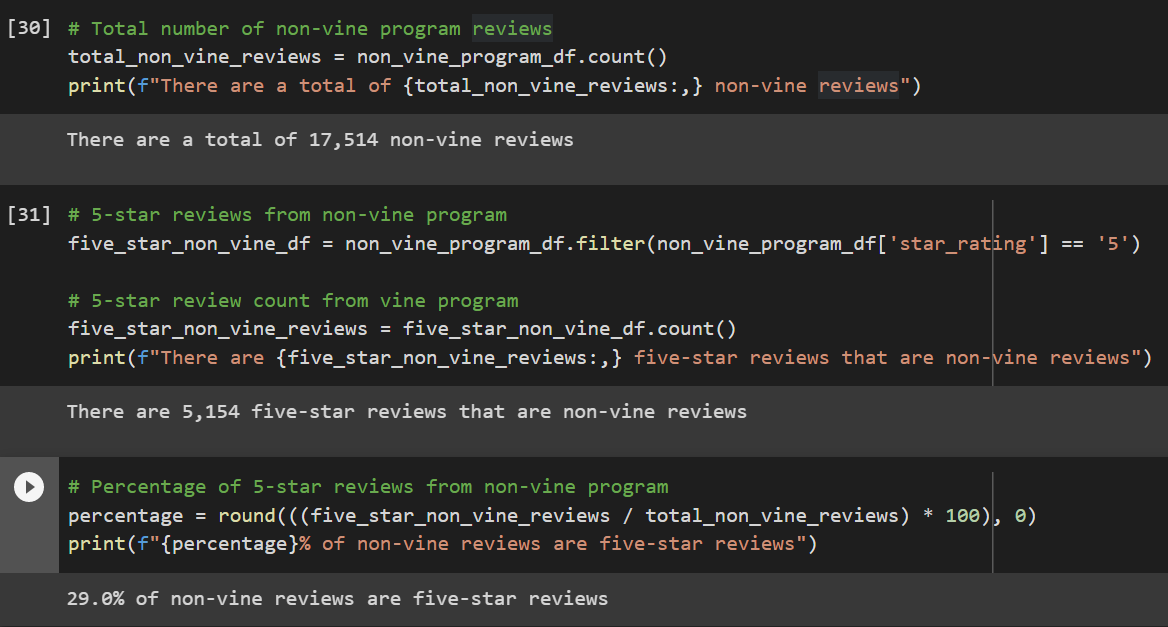 [30] # Total number of non-vine program reviews
total_non_vine_reviews = non_vine_program_df.count()
print(f"There are a total of {total_non_vine_reviews:,} non-vine reviews")
There are a total of 17,514 non-vine reviews
[31] # 5-star reviews from non-vine program
five_star_non_vine_df = non_vine_program_df.filter(non_vine_program_df['star_rating'] == '5')
# 5-star review count from vine program
five_star_non_vine_reviews = five_star_non_vine_df.count()
print(f"There are {five_star_non_vine_reviews:,} five-star reviews that are non-vine reviews")
There are 5,154 five-star reviews that are non-vine reviews
# Percentage of 5-star reviews from non-vine program
percentage = round(((five_star_non_vine_reviews / total_non_vine_reviews) * 100), 0)
print(f"{percentage}% of non-vine reviews are five-star reviews")
29.0% of non-vine reviews are five-star reviews